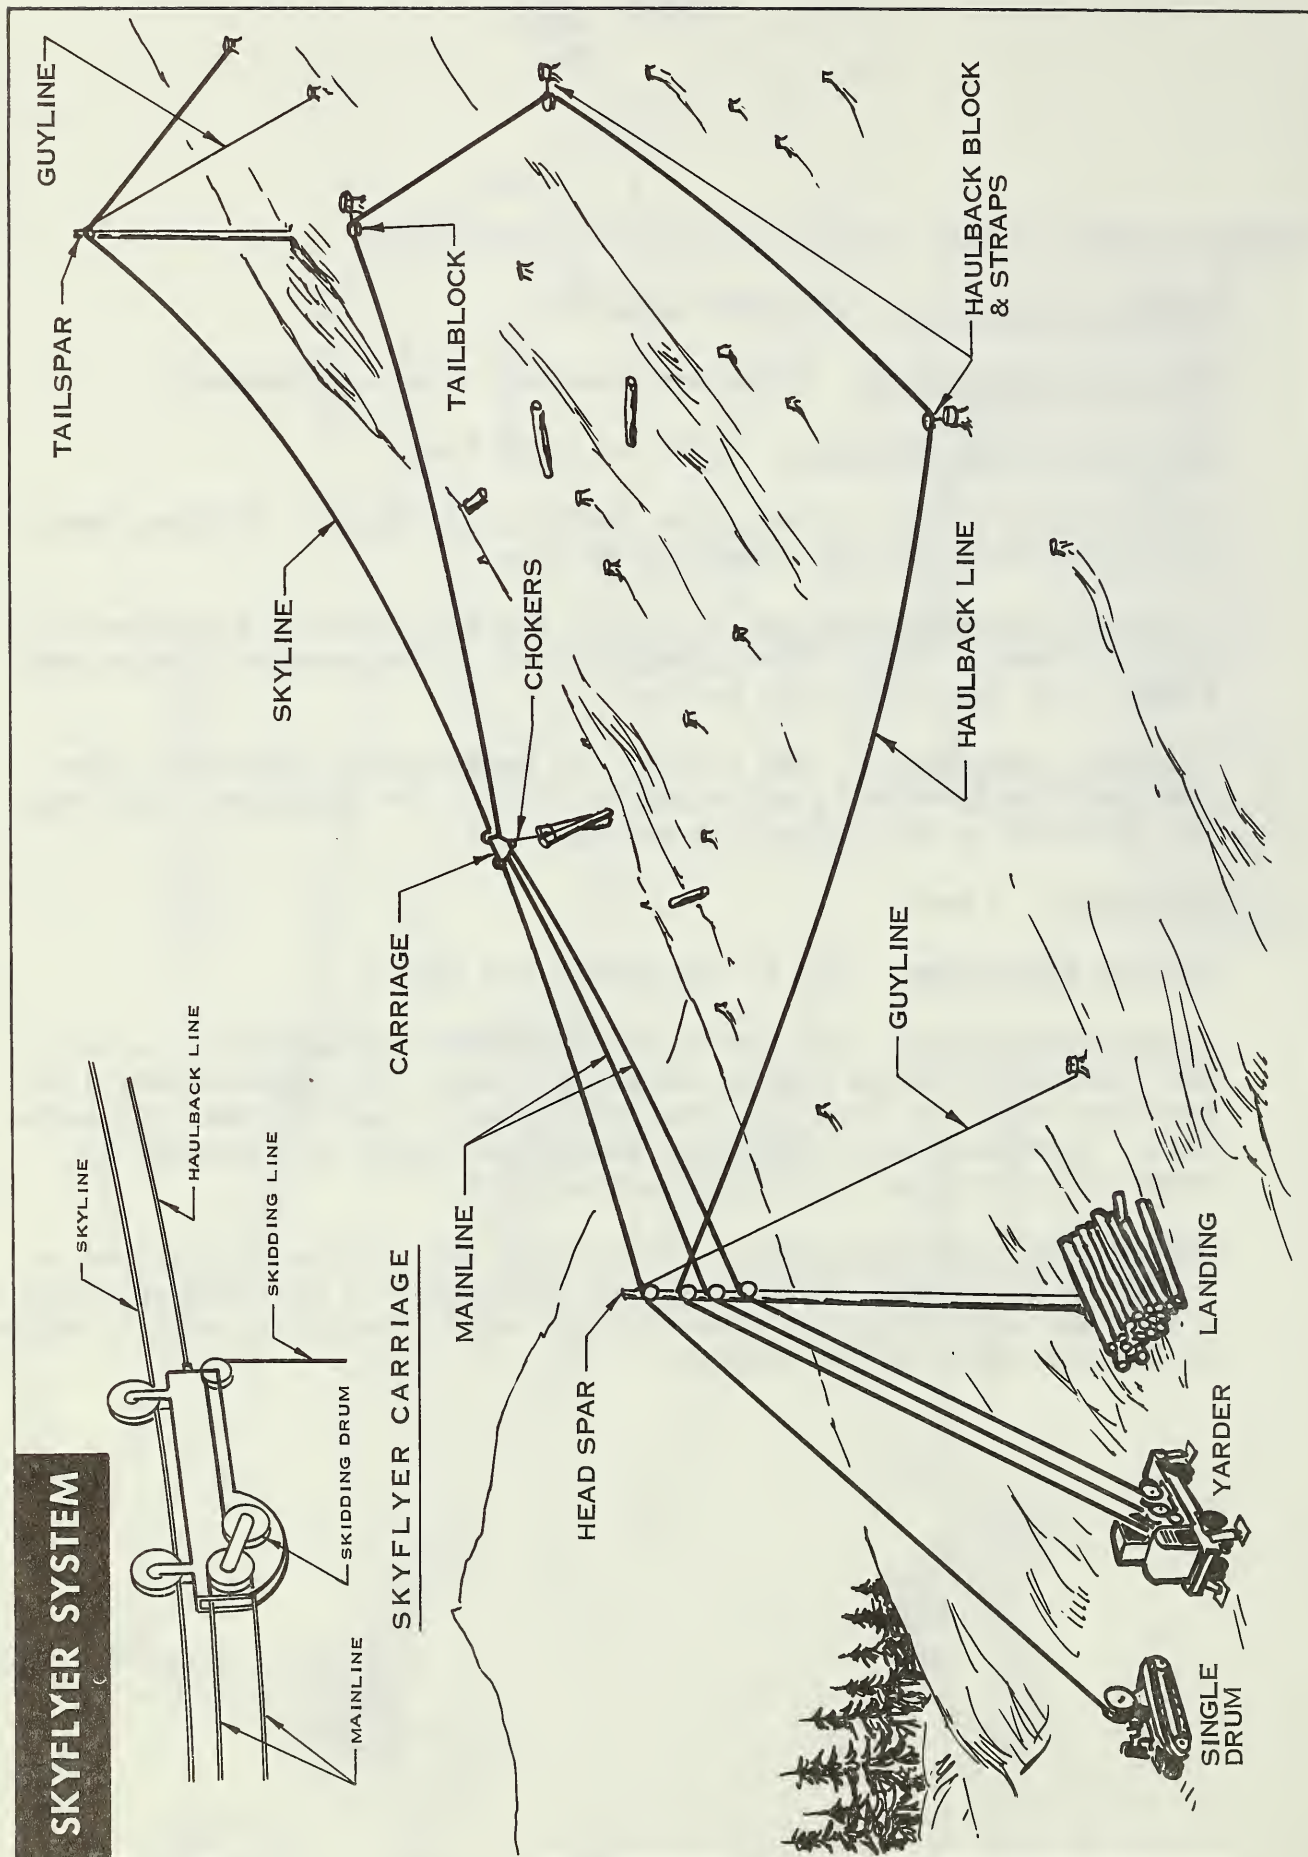 SKYFLYER SYSTEM
SKYLINE
HAULBACK LINE
SKIDDING LINE
SKIDDING DRUM
MAINLINE
SKYFLYER CARRIAGE
GUYLINE
TAILSPAR
SKYLINE
TAILBLOCK
CARRIAGE
CHOKERS
MAINLINE
HAULBACK BLOCK
& STRAPS
HAULBACK LINE
GUYLINE
HEAD SPAR
SINGLE
DRUM
YARDER
LANDING